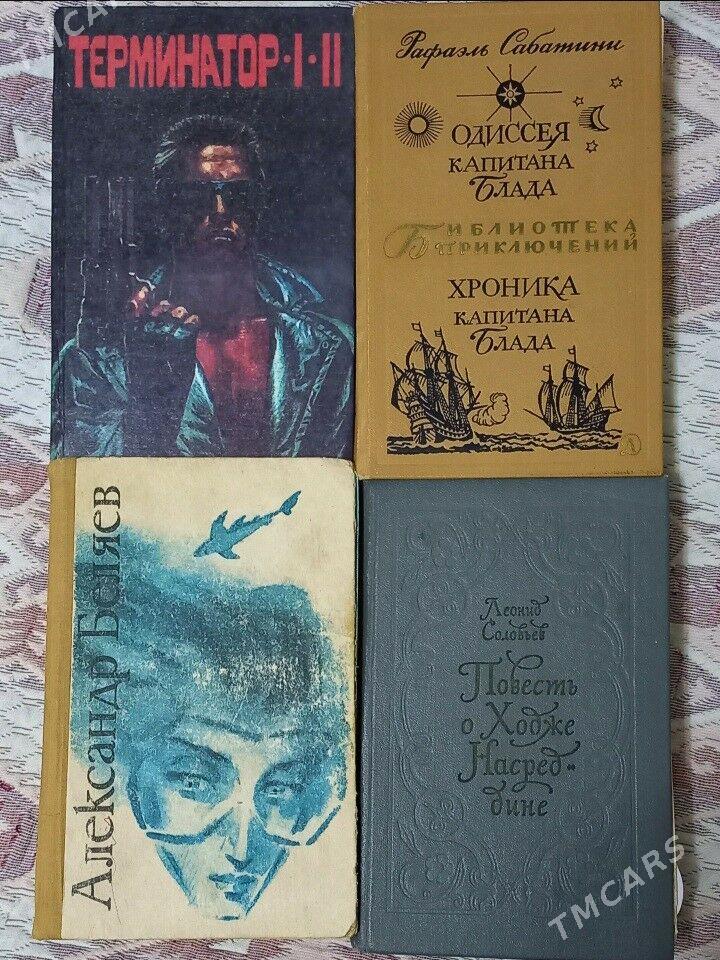 TMCARS
ТЕРМИНАТОР·I·II
Рафаэль Сабатини
ОДИССЕЯ
КАПИТАНА
БЛАДА
БИБЛИОТЕКА
ПРИКЛЮЧЕНИЙ
ХРОНИКА
КАПИТАНА
БЛАДА
Александр Беляев
Леонид
Соловьев
Повесть
о Ходже
Насред-
дине
TMCARS